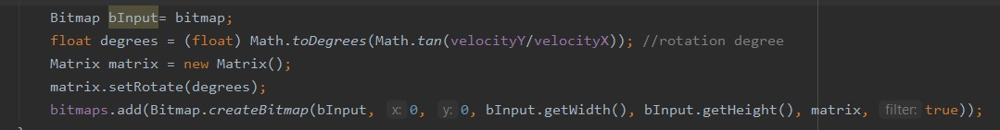 Bitmap bInput= bitmap;
float degrees = (float) Math.toDegrees(Math.tan(velocityY/velocityX)); //rotation degree
Matrix matrix = new Matrix();
matrix.setRotate(degrees);
bitmaps.add(Bitmap.createBitmap(bInput, x: 0, y: 0, bInput.getWidth(), bInput.getHeight(), matrix, filter: true));